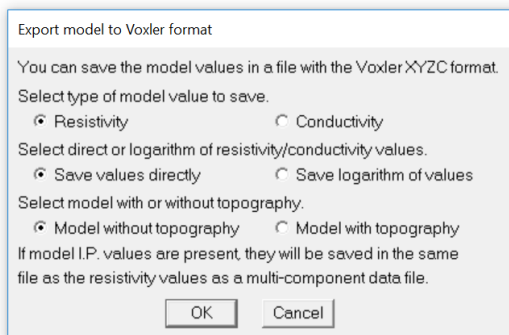 Export model to Voxler format
You can save the model values in a file with the Voxler XYZC format.
Select type of model value to save.
Resistivity Conductivity
Select direct or logarithm of resistivity/conductivity values.
Save values directly Save logarithm of values
Select model with or without topography.
Model without topography Model with topography
If model I.P. values are present, they will be saved in the same
file as the resistivity values as a multi-component data file.
OK Cancel